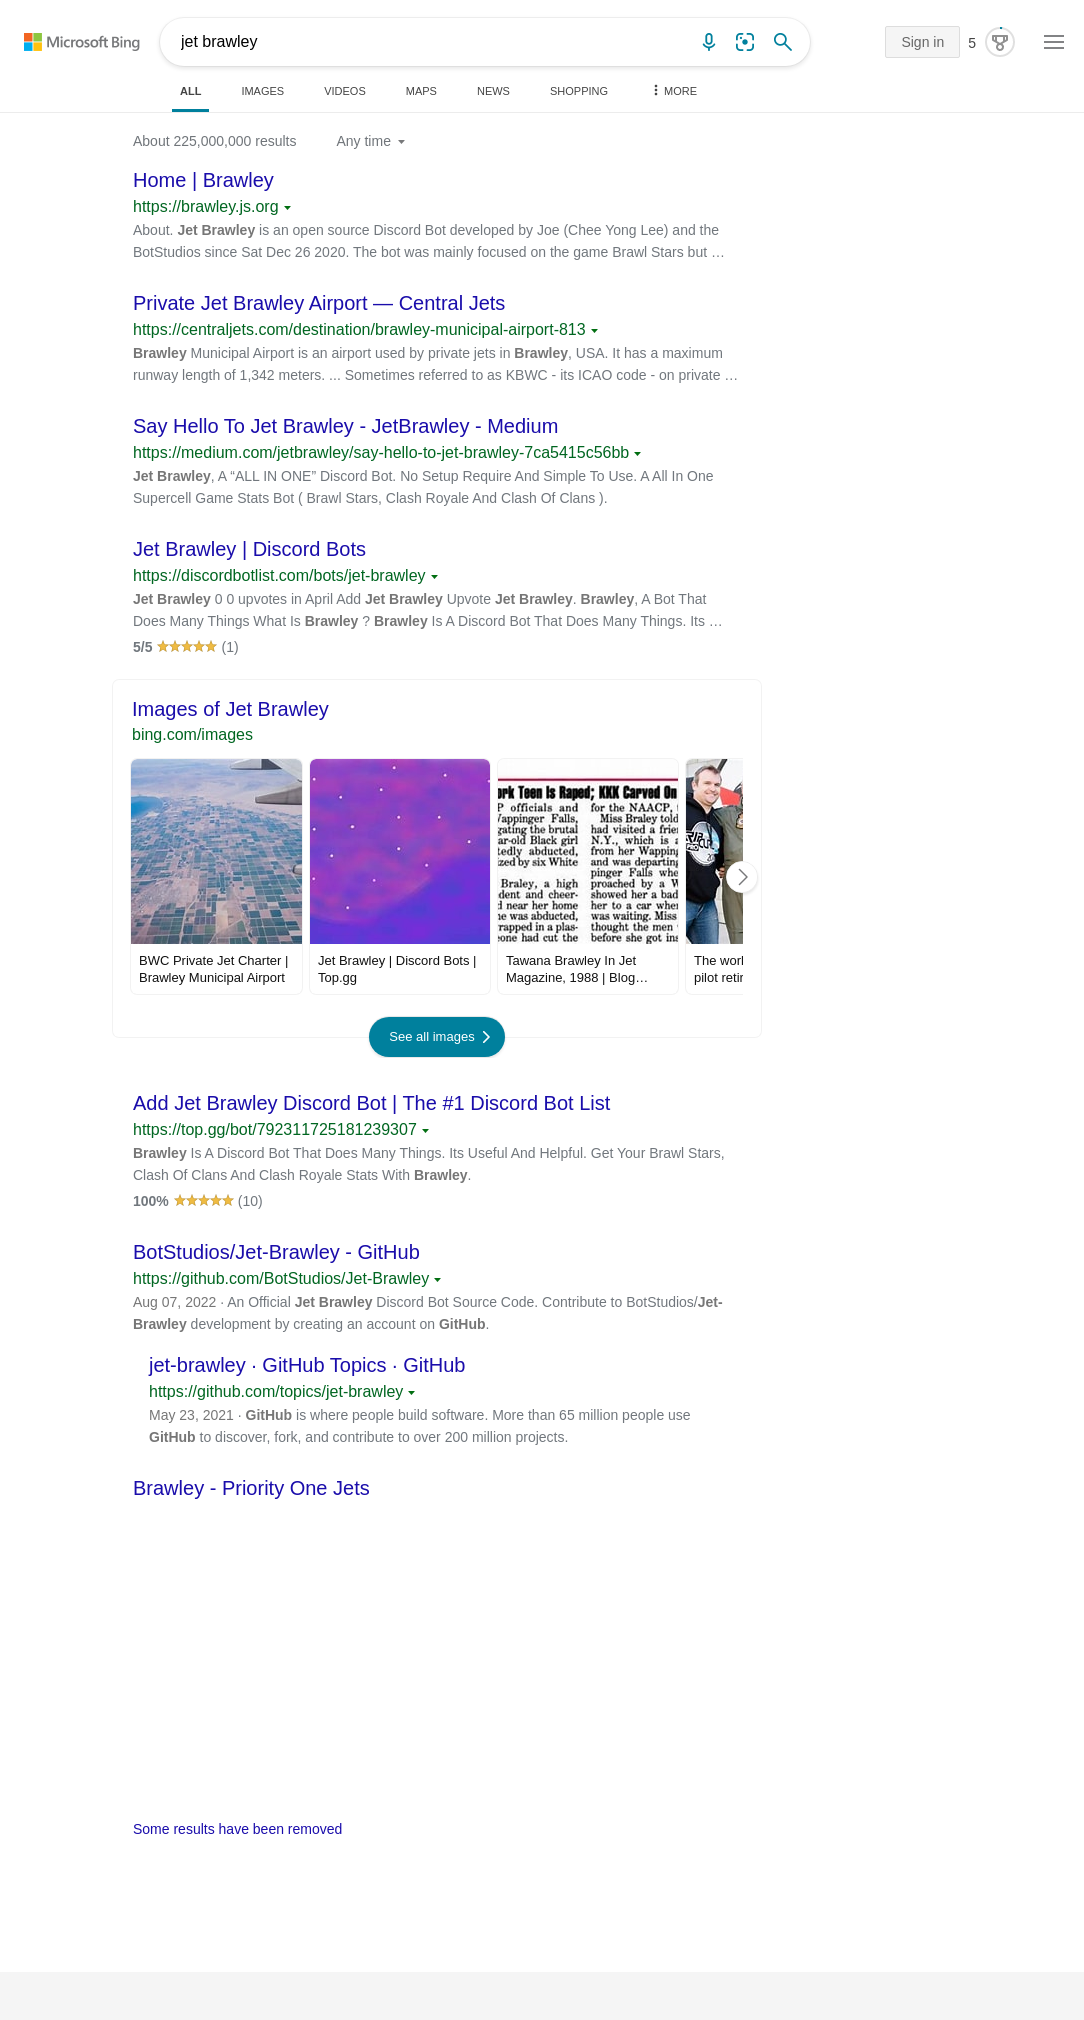 Microsoft Bing
jet brawley
Sign in
5
ALL
IMAGES
VIDEOS
MAPS
NEWS
SHOPPING
MORE
About 225,000,000 results
Any time
Home | Brawley
https://brawley.js.org
About. Jet Brawley is an open source Discord Bot developed by Joe (Chee Yong Lee) and the
BotStudios since Sat Dec 26 2020. The bot was mainly focused on the game Brawl Stars but …
Private Jet Brawley Airport — Central Jets
https://centraljets.com/destination/brawley-municipal-airport-813
Brawley Municipal Airport is an airport used by private jets in Brawley, USA. It has a maximum
runway length of 1,342 meters. ... Sometimes referred to as KBWC - its ICAO code - on private …
Say Hello To Jet Brawley - JetBrawley - Medium
https://medium.com/jetbrawley/say-hello-to-jet-brawley-7ca5415c56bb
Jet Brawley, A “ALL IN ONE” Discord Bot. No Setup Require And Simple To Use. A All In One
Supercell Game Stats Bot ( Brawl Stars, Clash Royale And Clash Of Clans ).
Jet Brawley | Discord Bots
https://discordbotlist.com/bots/jet-brawley
Jet Brawley 0 0 upvotes in April Add Jet Brawley Upvote Jet Brawley. Brawley, A Bot That
Does Many Things What Is Brawley ? Brawley Is A Discord Bot That Does Many Things. Its …
5/5 (1)
Images of Jet Brawley
bing.com/images
ork Teen Is Raped; KKK Carved On
P officials and
Wappinger Falls,
gating the brutal
ar-old Black girl
tedly abducted,
ized by six White
Braley, a high
dent and cheer-
d near her home
he was abducted,
rapped in a plas-
eone had cut the
for the NAACP,
Miss Braley told
had visited a frie
N.Y., which is a
from her Wapping
and was departing
pinger Falls whe
proached by a W
showed her a bad
her to a car wher
was waiting. Miss
thought the men
before she got ins
BWC Private Jet Charter |
Brawley Municipal Airport
Jet Brawley | Discord Bots |
Top.gg
Tawana Brawley In Jet
Magazine, 1988 | Blog…
The worl
pilot retir
See all images
Add Jet Brawley Discord Bot | The #1 Discord Bot List
https://top.gg/bot/792311725181239307
Brawley Is A Discord Bot That Does Many Things. Its Useful And Helpful. Get Your Brawl Stars,
Clash Of Clans And Clash Royale Stats With Brawley.
100% (10)
BotStudios/Jet-Brawley - GitHub
https://github.com/BotStudios/Jet-Brawley
Aug 07, 2022 · An Official Jet Brawley Discord Bot Source Code. Contribute to BotStudios/Jet-
Brawley development by creating an account on GitHub.
jet-brawley · GitHub Topics · GitHub
https://github.com/topics/jet-brawley
May 23, 2021 · GitHub is where people build software. More than 65 million people use
GitHub to discover, fork, and contribute to over 200 million projects.
Brawley - Priority One Jets
Some results have been removed